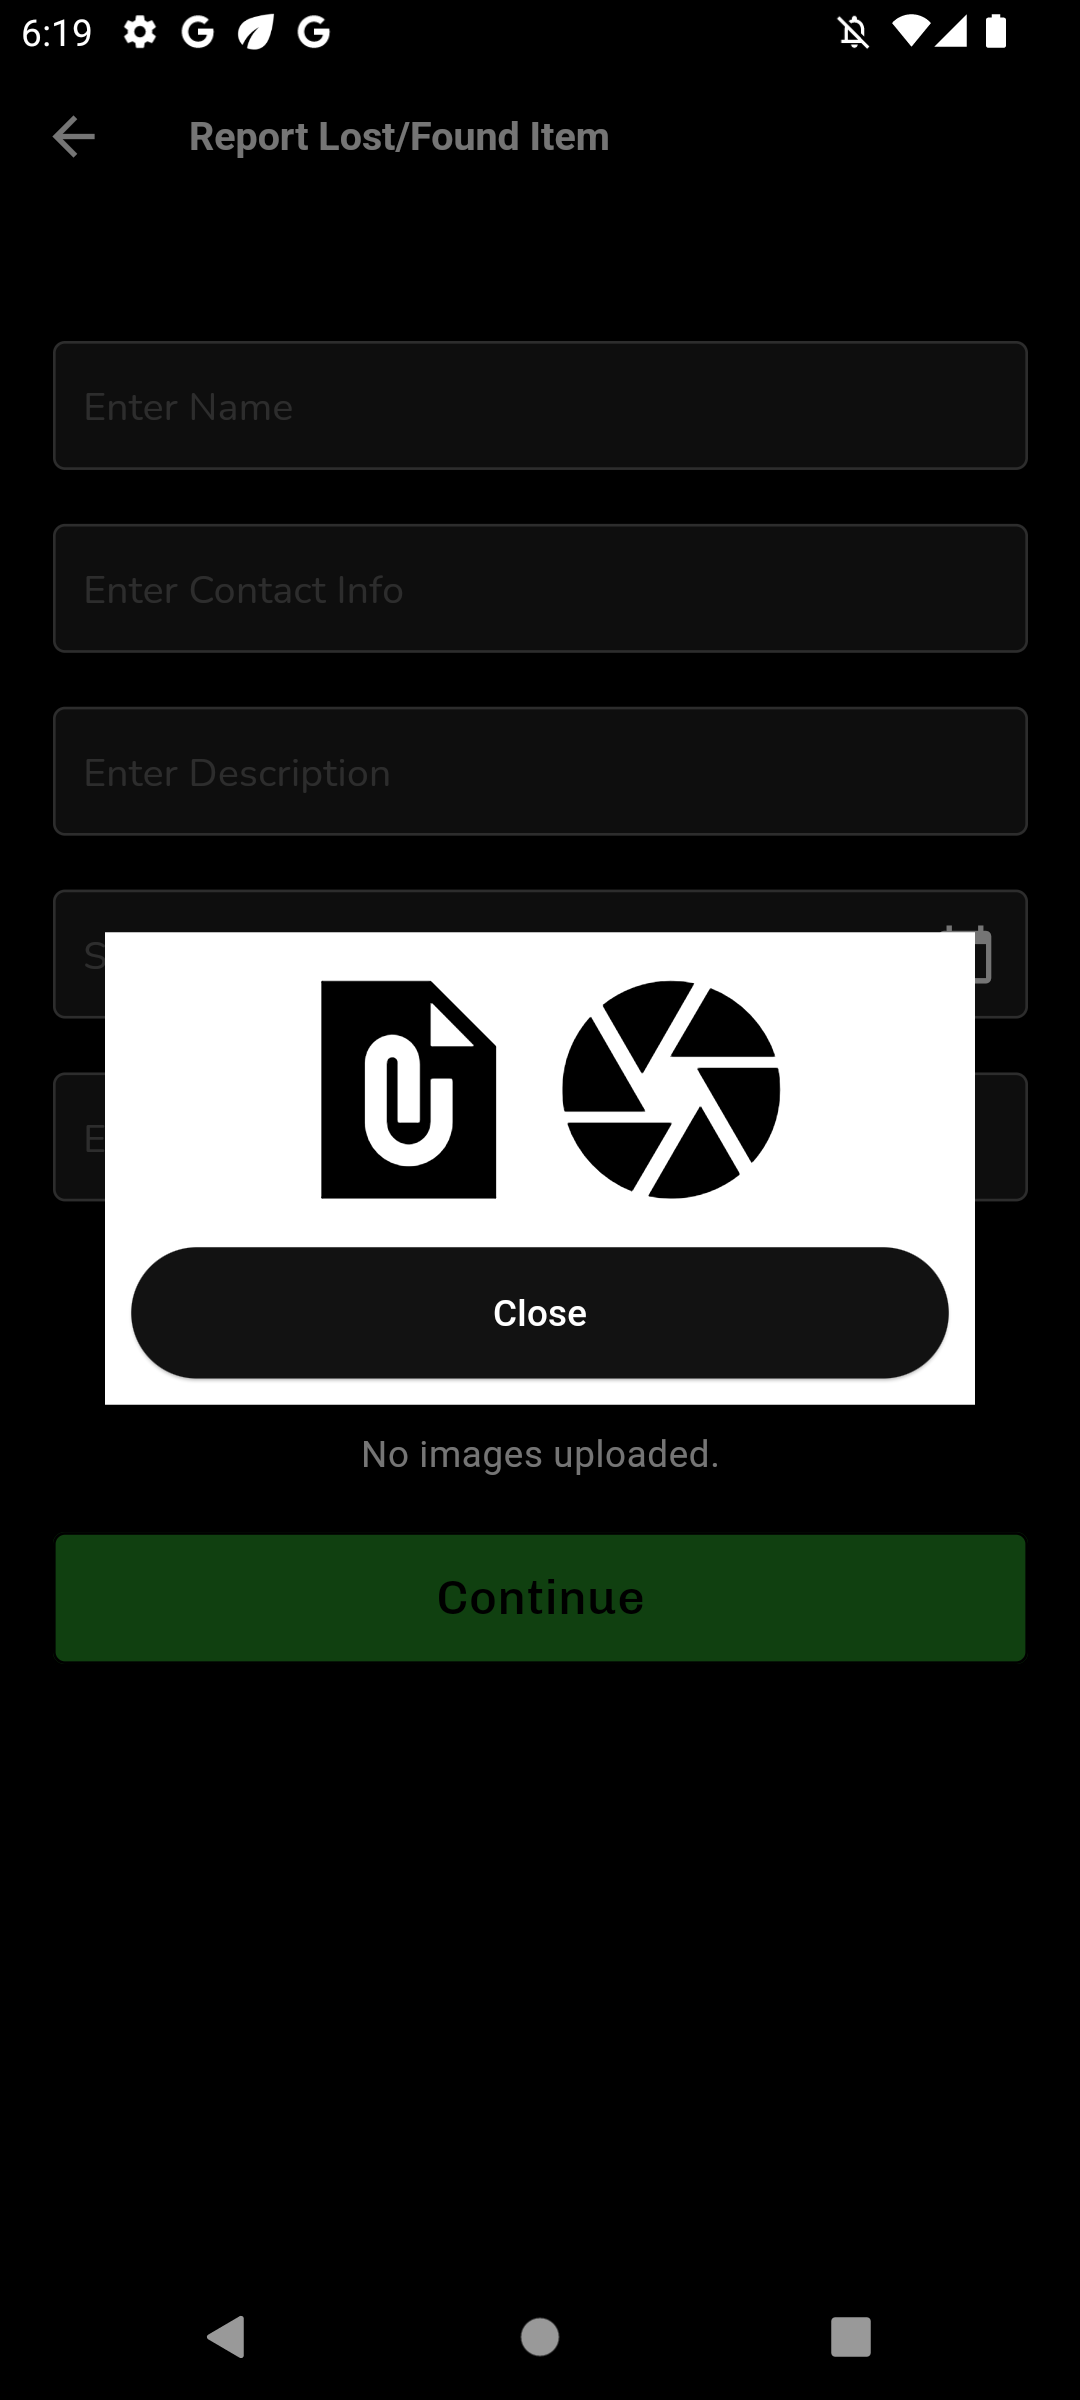 6:19
Report Lost/Found Item
Enter Name
Enter Contact Info
Enter Description
S
E
Close
No images uploaded.
Continue